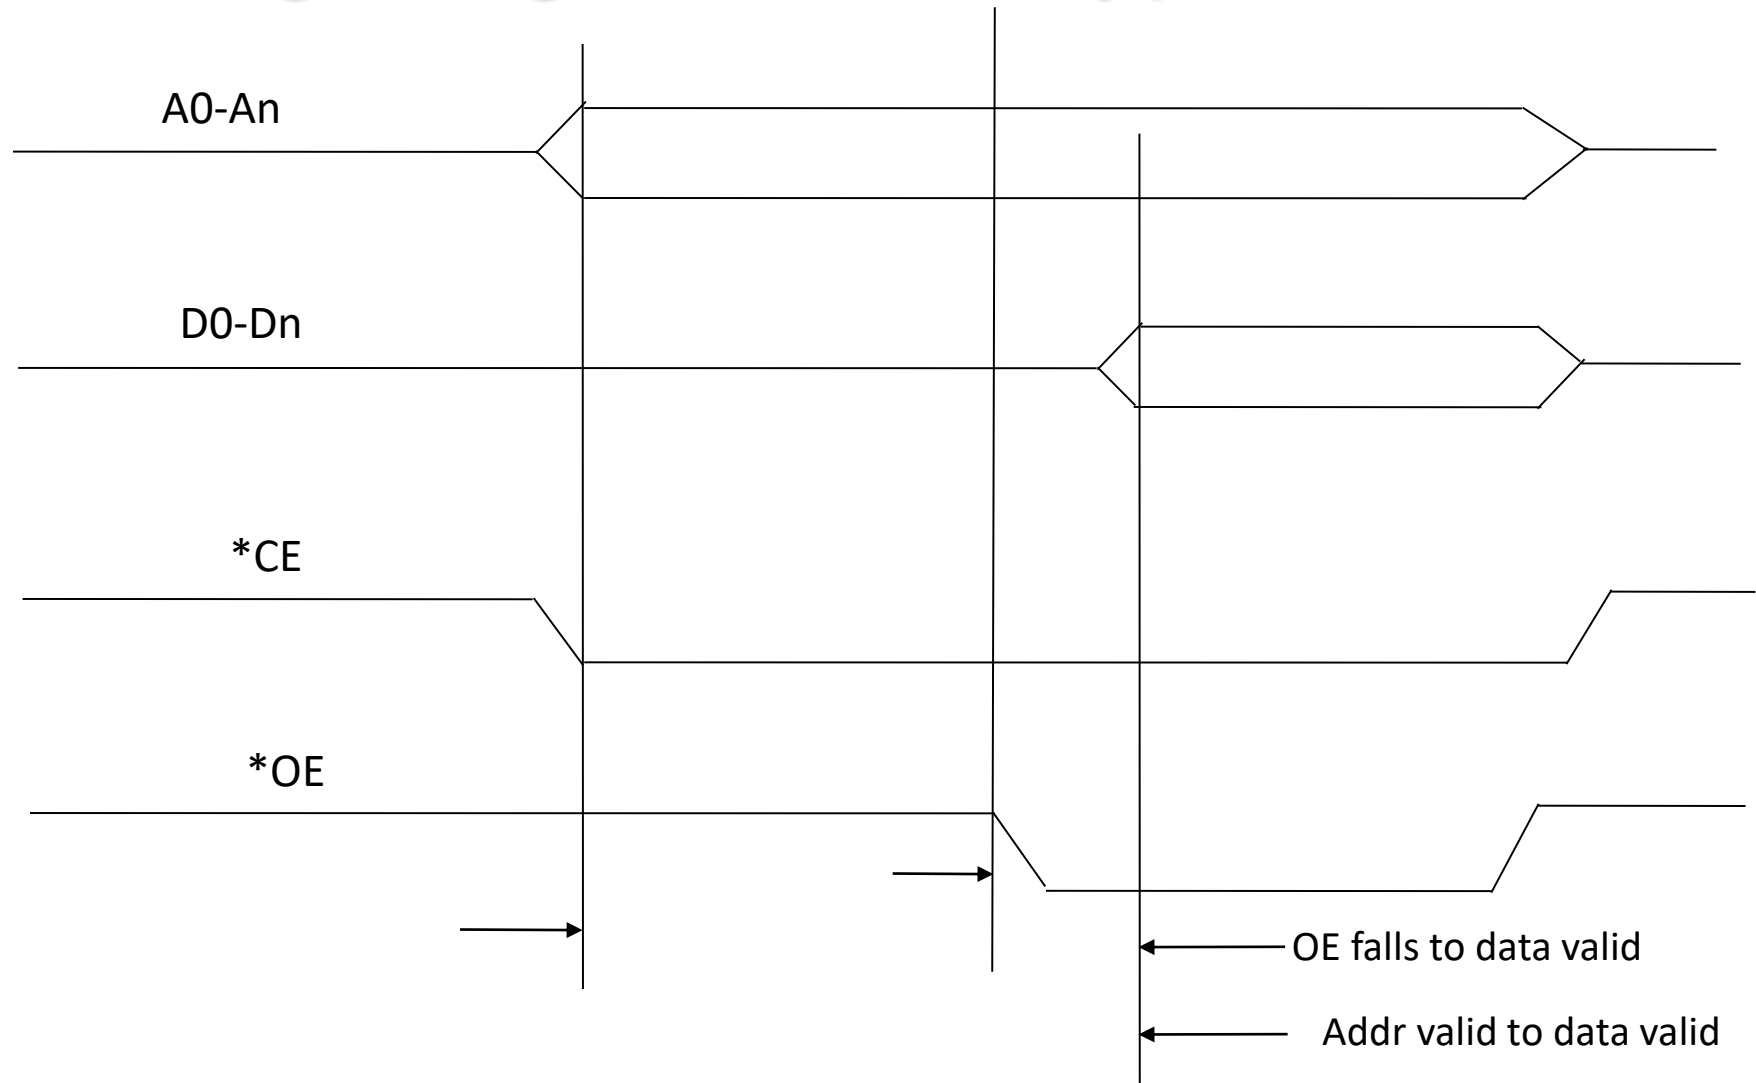 A0-An
D0-Dn
*CE
*OE
OE falls to data valid
Addr valid to data valid